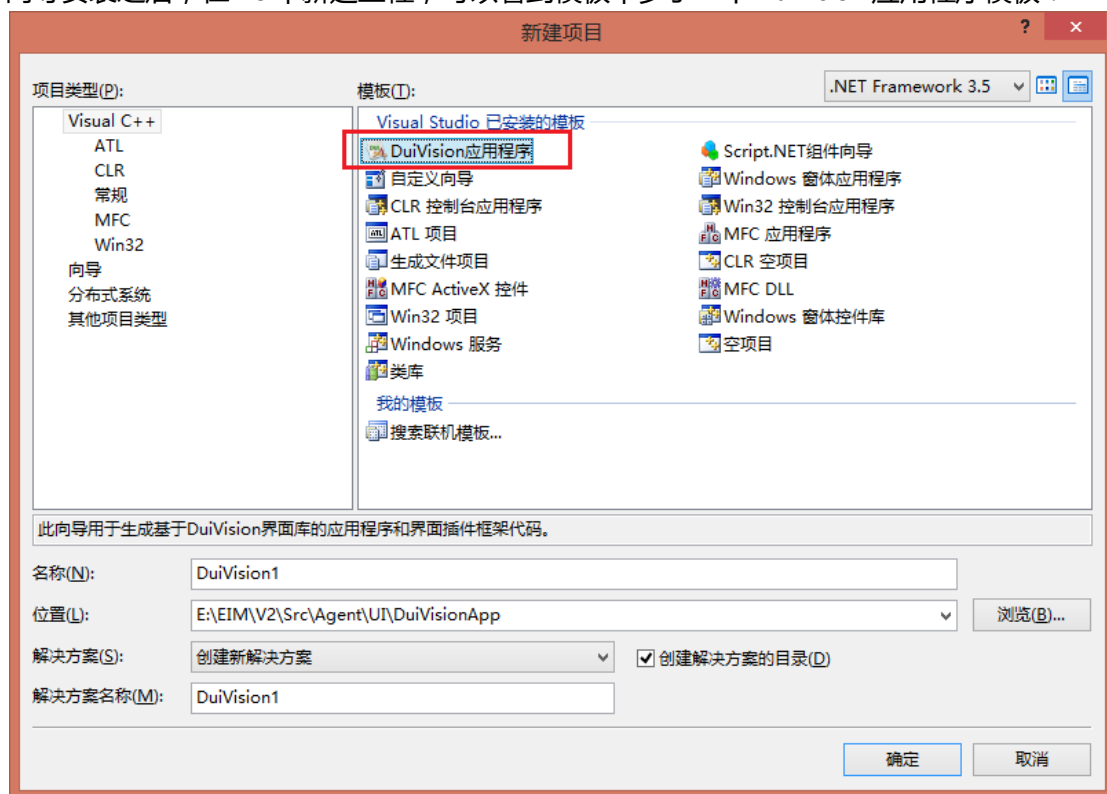 新建项目
?
×
项目类型(P):
模板(T):
.NET Framework 3.5
Visual C++
ATL
CLR
常规
MFC
Win32
向导
分布式系统
其他项目类型
Visual Studio 已安装的模板
DuiVision应用程序
Script.NET组件向导
自定义向导
Windows 窗体应用程序
CLR 控制台应用程序
Win32 控制台应用程序
ATL 项目
MFC 应用程序
生成文件项目
CLR 空项目
MFC ActiveX 控件
MFC DLL
Win32 项目
Windows 窗体控件库
Windows 服务
空项目
类库
我的模板
搜索联机模板...
此向导用于生成基于DuiVision界面库的应用程序和界面插件框架代码。
名称(N):
DuiVision1
位置(L):
E:\EIM\V2\Src\Agent\UI\DuiVisionApp
浏览(B)...
解决方案(S):
创建新解决方案
创建解决方案的目录(D)
解决方案名称(M):
DuiVision1
确定
取消